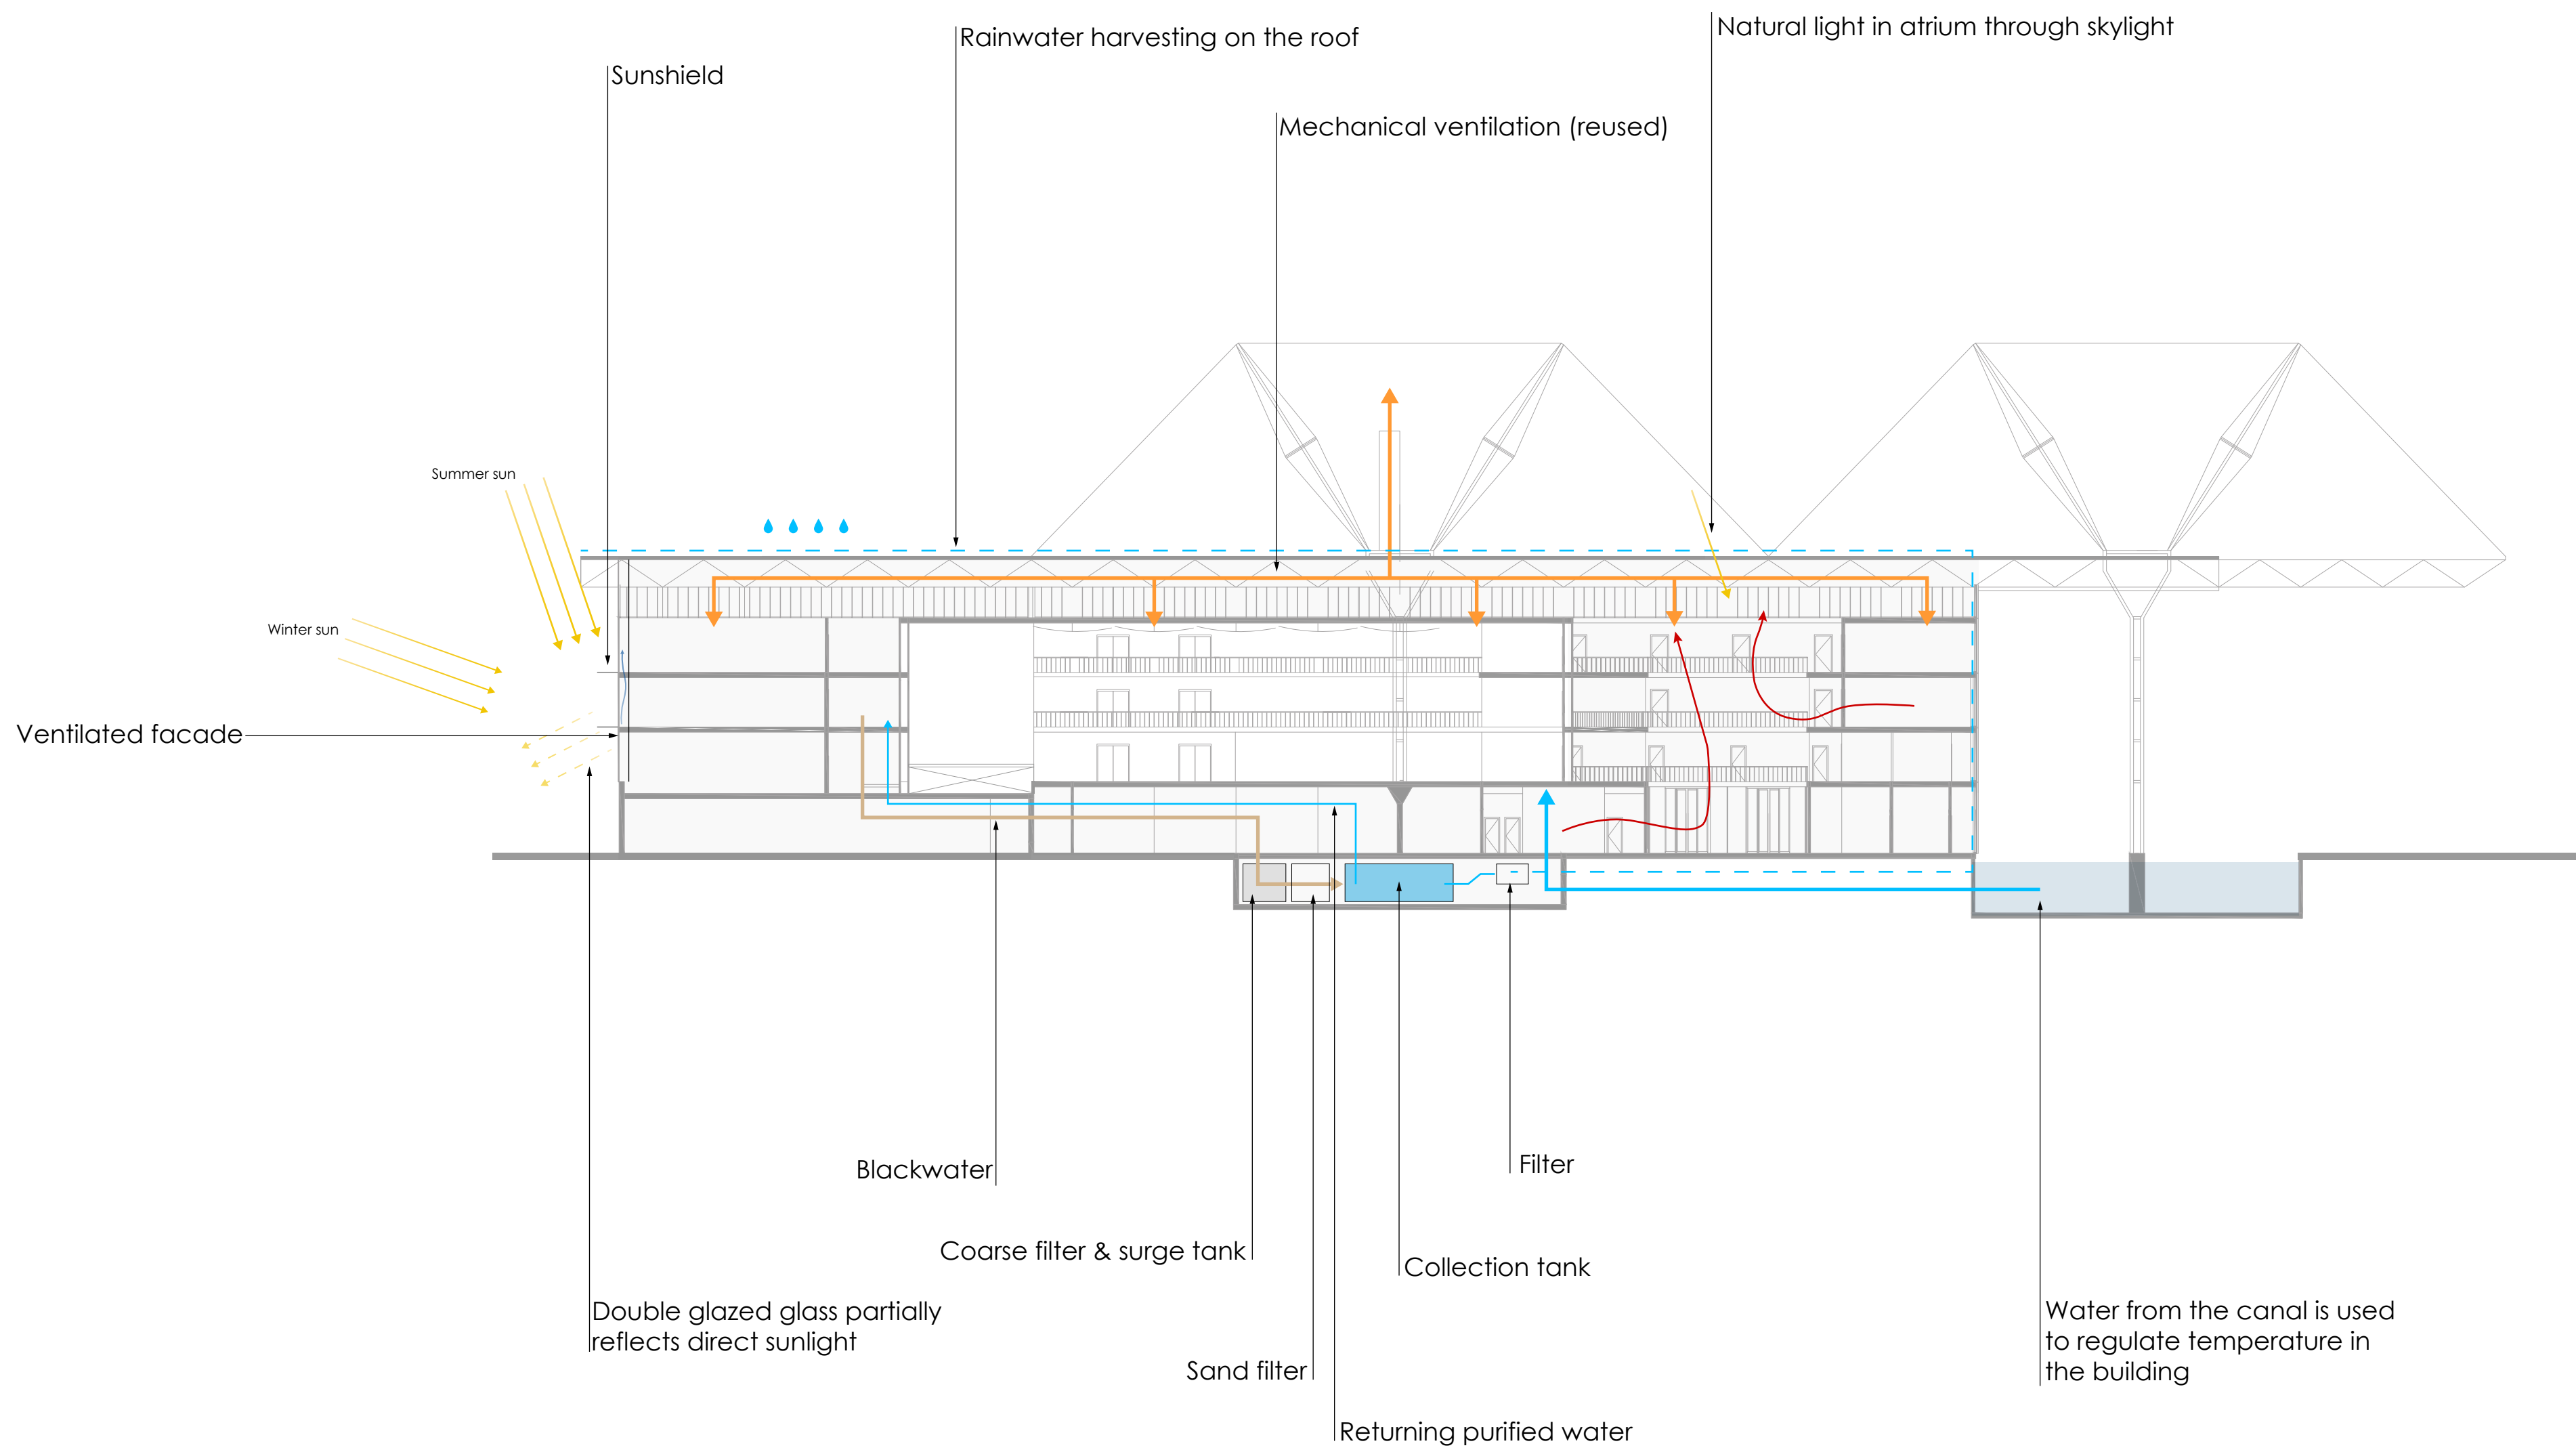 Natural light in atrium through skylight
Rainwater harvesting on the roof
Sunshield
Mechanical ventilation (reused)
Summer sun
Winter sun
Ventilated facade
Blackwater
Filter
Coarse filter & surge tank
Collection tank
Double glazed glass partially
reflects direct sunlight
Water from the canal is used
to regulate temperature in
the building
Sand filter
Returning purified water